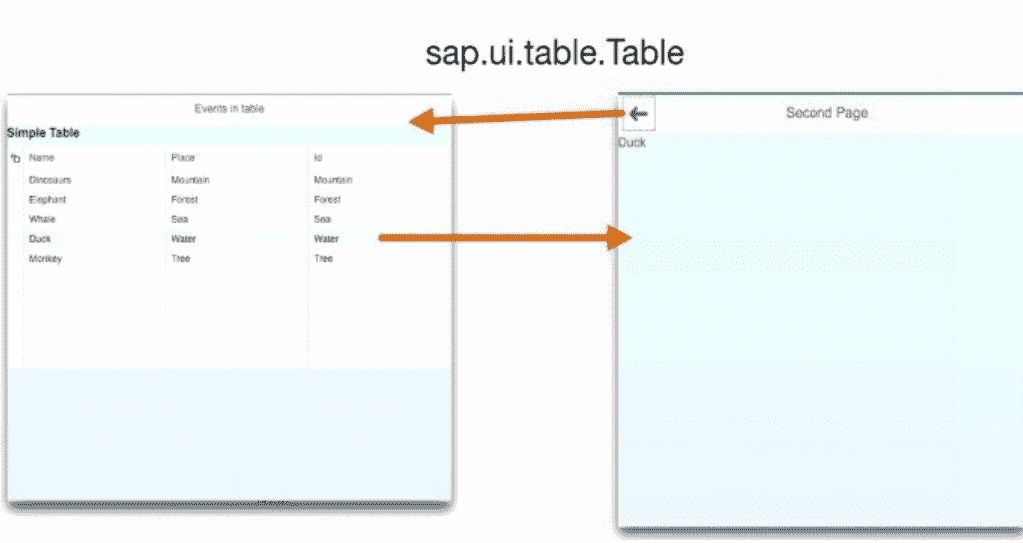 sap.ui.table.Table
Events in table
Simple Table
Name Place Id
Dinosaurs Mountain Mountain
Elephant Forest Forest
Whale Sea Sea
Duck Water Water
Monkey Tree Tree
Second Page
Duck